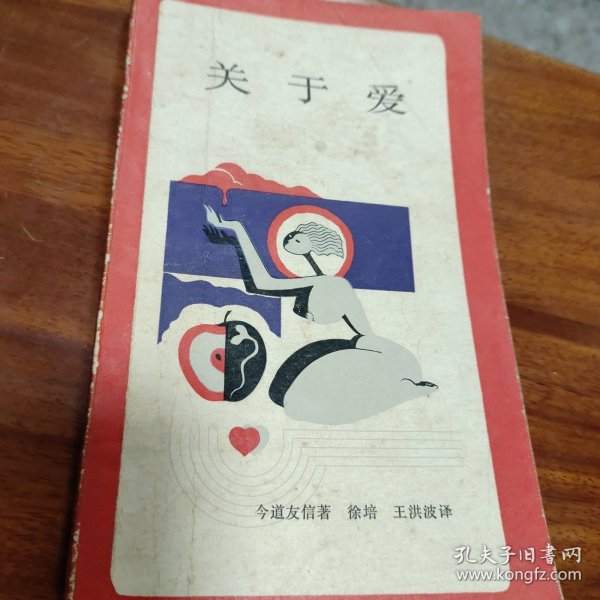 关于爱
今道友信著 徐培 王洪波译
孔夫子旧书网
www.kongfz.com